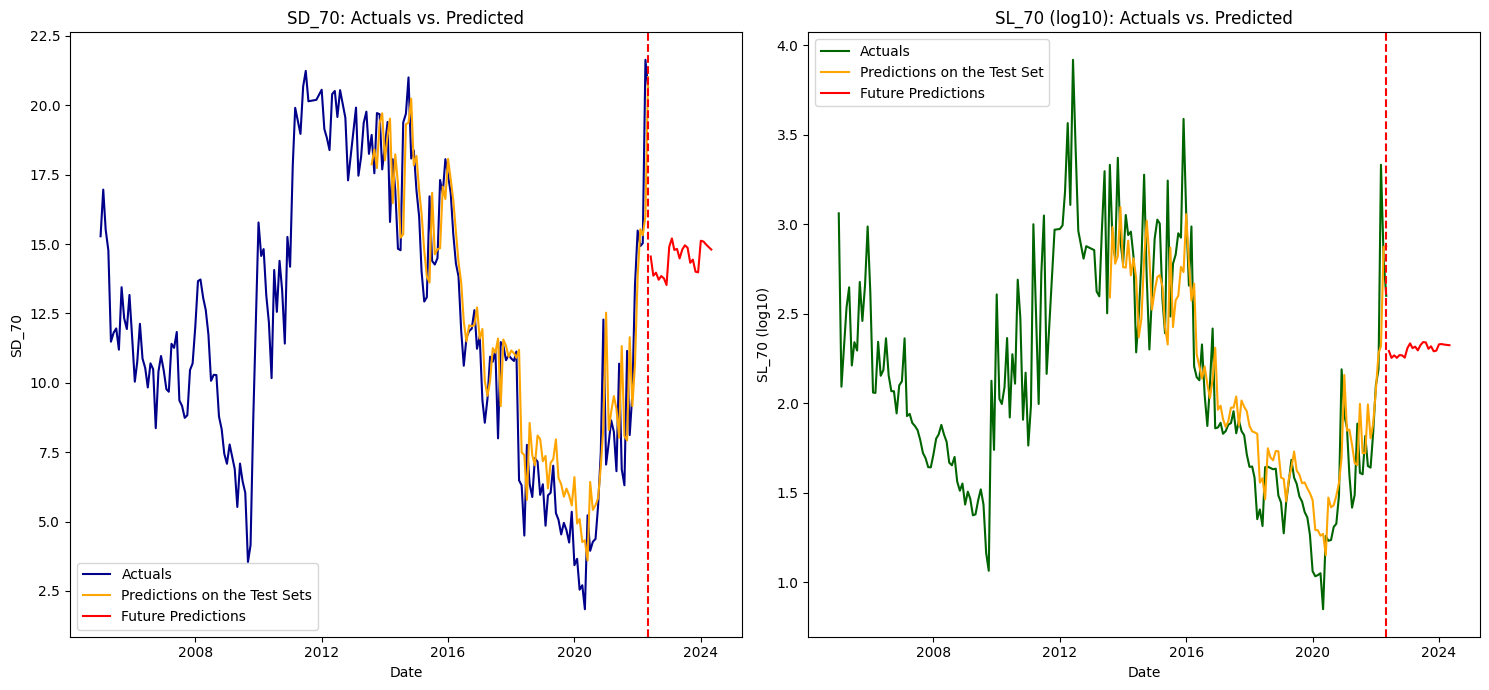 SD_70: Actuals vs. Predicted
22.5
20.0
17.5
15.0
12.5
10.0
7.5
5.0
2.5
SD_70
Actuals
Predictions on the Test Sets
Future Predictions
2008
2012
2016
2020
2024
Date
SL_70 (log10): Actuals vs. Predicted
Actuals
Predictions on the Test Set
Future Predictions
4.0
3.5
3.0
2.5
2.0
1.5
1.0
SL_70 (log10)
2008
2012
2016
2020
2024
Date